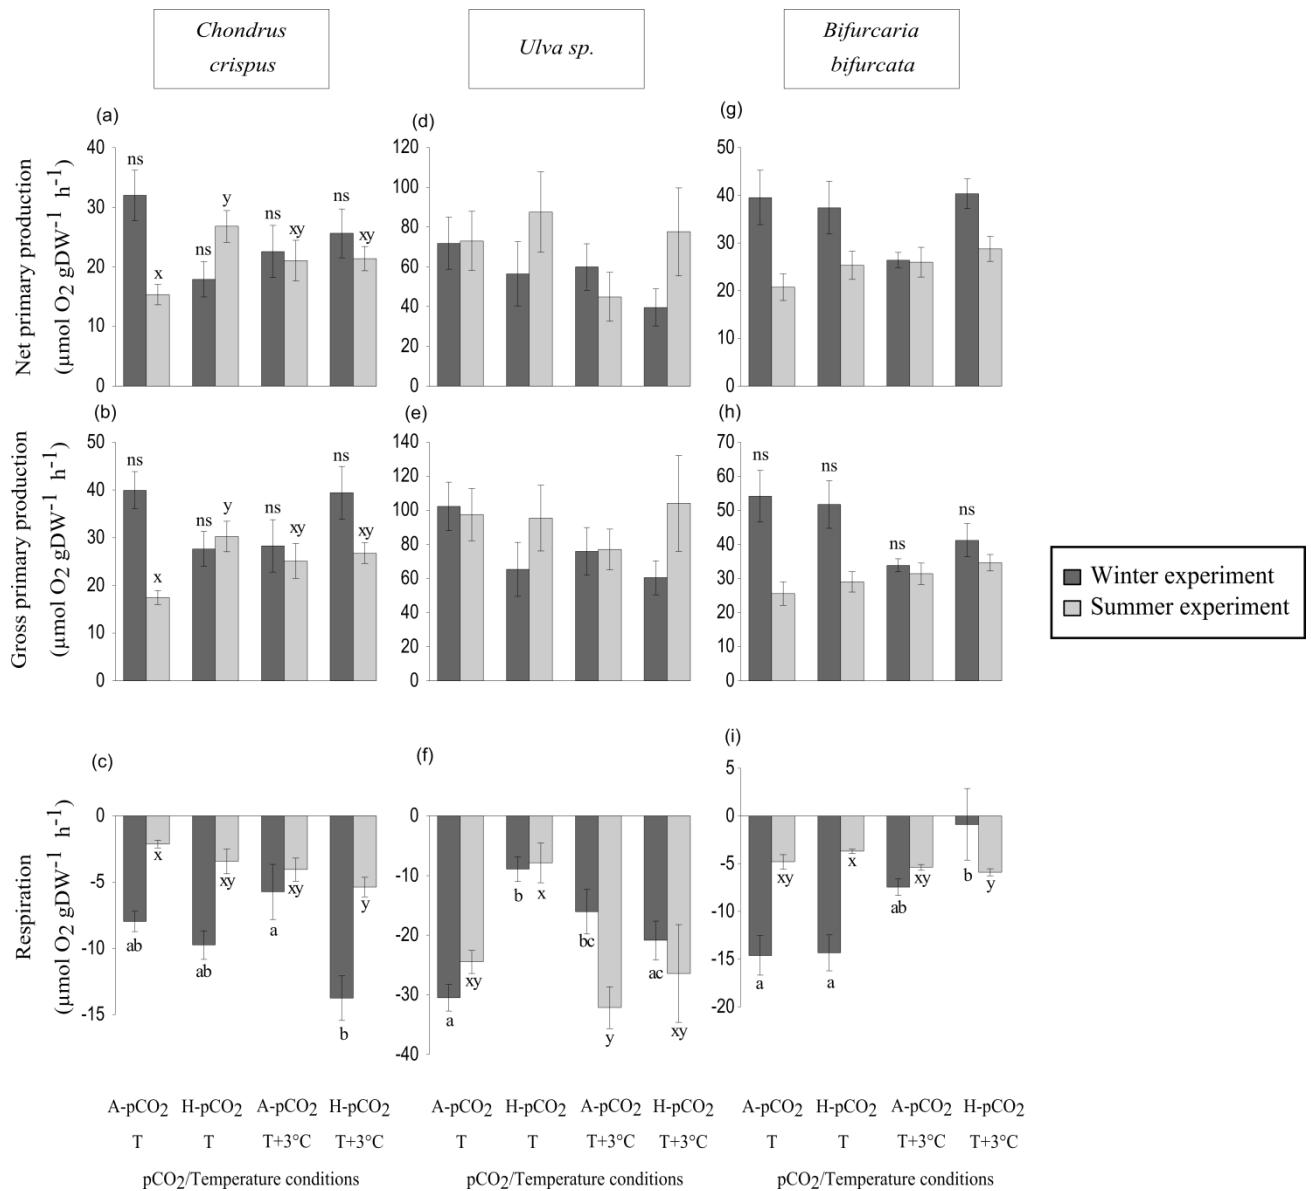 Chondrus
crispus
Ulva sp.
Bifurcaria
bifurcata
(a)
Net primary production
(µmol O2 gDW-1 h-1)
40
30
20
10
0
ns
x
ns
y
ns
xy
ns
xy
(d)
120
100
80
60
40
20
0
(g)
50
40
30
20
10
0
(b)
Gross primary production
(µmol O2 gDW-1 h-1)
50
40
30
20
10
0
ns
x
ns
y
ns
xy
ns
xy
(e)
140
120
100
80
60
40
20
0
(h)
70
60
50
40
30
20
10
0
ns
ns
ns
ns
Winter experiment
Summer experiment
(c)
Respiration
(µmol O2 gDW-1 h-1)
0
-5
-10
-15
ab
x
ab
xy
a
xy
b
y
(f)
0
-10
-20
-30
-40
a
xy
b
x
bc
y
ac
xy
(i)
5
0
-5
-10
-15
-20
a
xy
a
x
ab
xy
b
y
A-pCO2 H-pCO2 A-pCO2 H-pCO2
T T T+3°C T+3°C
pCO2/Temperature conditions
A-pCO2 H-pCO2 A-pCO2 H-pCO2
T T T+3°C T+3°C
pCO2/Temperature conditions
A-pCO2 H-pCO2 A-pCO2 H-pCO2
T T T+3°C T+3°C
pCO2/Temperature conditions